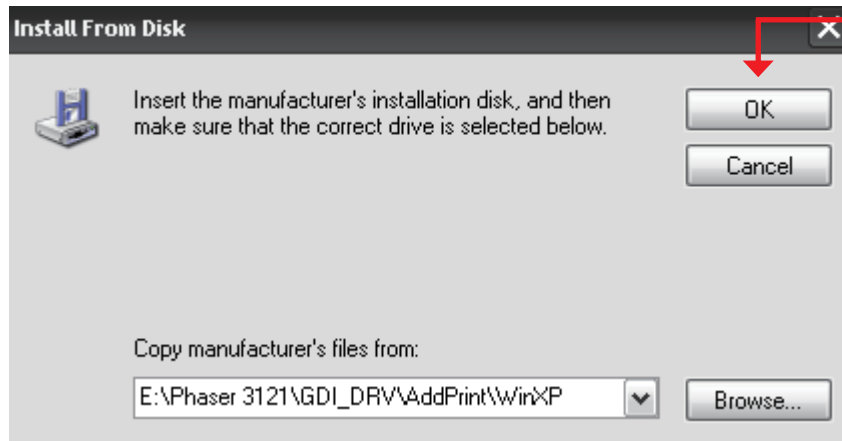 Install From Disk
Insert the manufacturer's installation disk, and then
make sure that the correct drive is selected below.
OK
Cancel
Copy manufacturer's files from:
E:\Phaser 3121\GDI_DRV\AddPrint\WinXP
Browse...